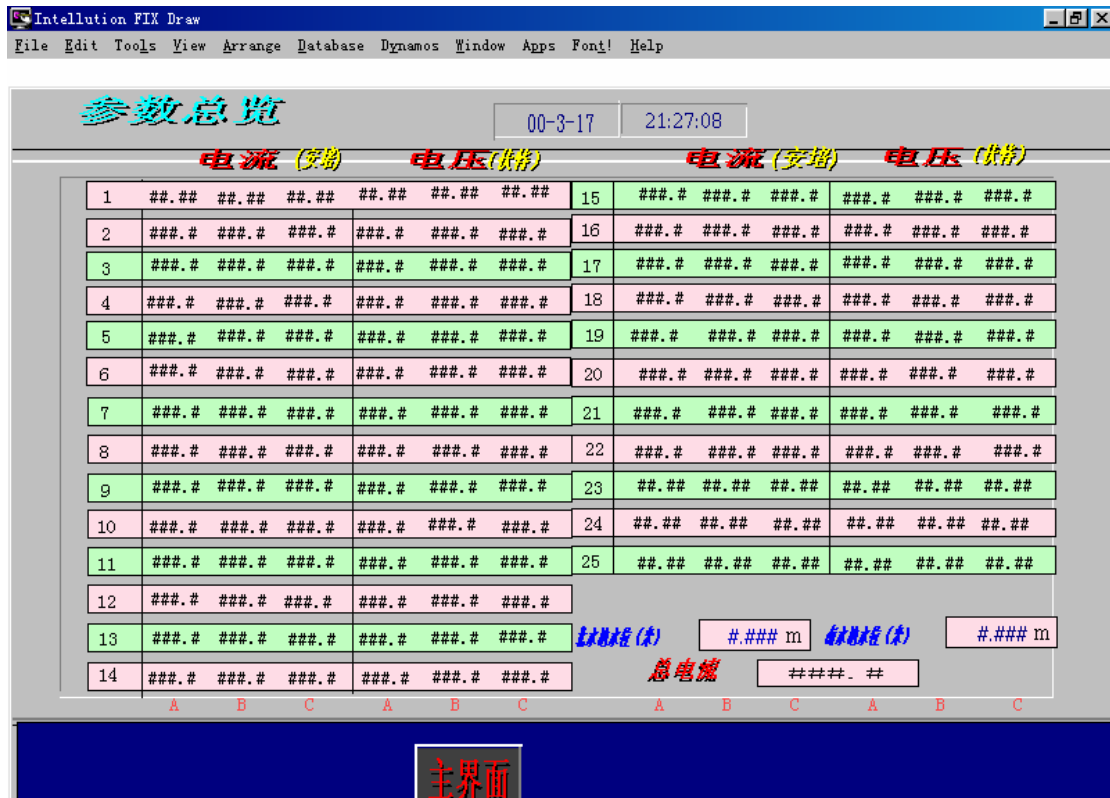 Intellution FIX Draw
File Edit Tools View Arrange Database Dynamos Window Apps Font! Help
参数总览
00-3-17 21:27:08
电流 (安培) 电压(伏特) 电流 (安培) 电压 (伏特)
1 ##.## ##.## ##.## ##.## ##.## ##.## 15 ###.# ###.# ###.# ###.# ###.# ###.#
2 ###.# ###.# ###.# ###.# ###.# ###.# 16 ###.# ###.# ###.# ###.# ###.# ###.#
3 ###.# ###.# ###.# ###.# ###.# ###.# 17 ###.# ###.# ###.# ###.# ###.# ###.#
4 ###.# ###.# ###.# ###.# ###.# ###.# 18 ###.# ###.# ###.# ###.# ###.# ###.#
5 ###.# ###.# ###.# ###.# ###.# ###.# 19 ###.# ###.# ###.# ###.# ###.# ###.#
6 ###.# ###.# ###.# ###.# ###.# ###.# 20 ###.# ###.# ###.# ###.# ###.# ###.#
7 ###.# ###.# ###.# ###.# ###.# ###.# 21 ###.# ###.# ###.# ###.# ###.# ###.#
8 ###.# ###.# ###.# ###.# ###.# ###.# 22 ###.# ###.# ###.# ###.# ###.# ###.#
9 ###.# ###.# ###.# ###.# ###.# ###.# 23 ##.## ##.## ##.## ##.## ##.## ##.##
10 ###.# ###.# ###.# ###.# ###.# ###.# 24 ##.## ##.## ##.## ##.## ##.## ##.##
11 ###.# ###.# ###.# ###.# ###.# ###.# 25 ##.## ##.## ##.## ##.## ##.## ##.##
12 ###.# ###.# ###.# ###.# ###.# ###.#
13 ###.# ###.# ###.# ###.# ###.# ###.# (米) #.### m (米) #.### m
14 ###.# ###.# ###.# ###.# ###.# ###.# 总电流 ###. ##
A B C A B C A B C A B C
主界面